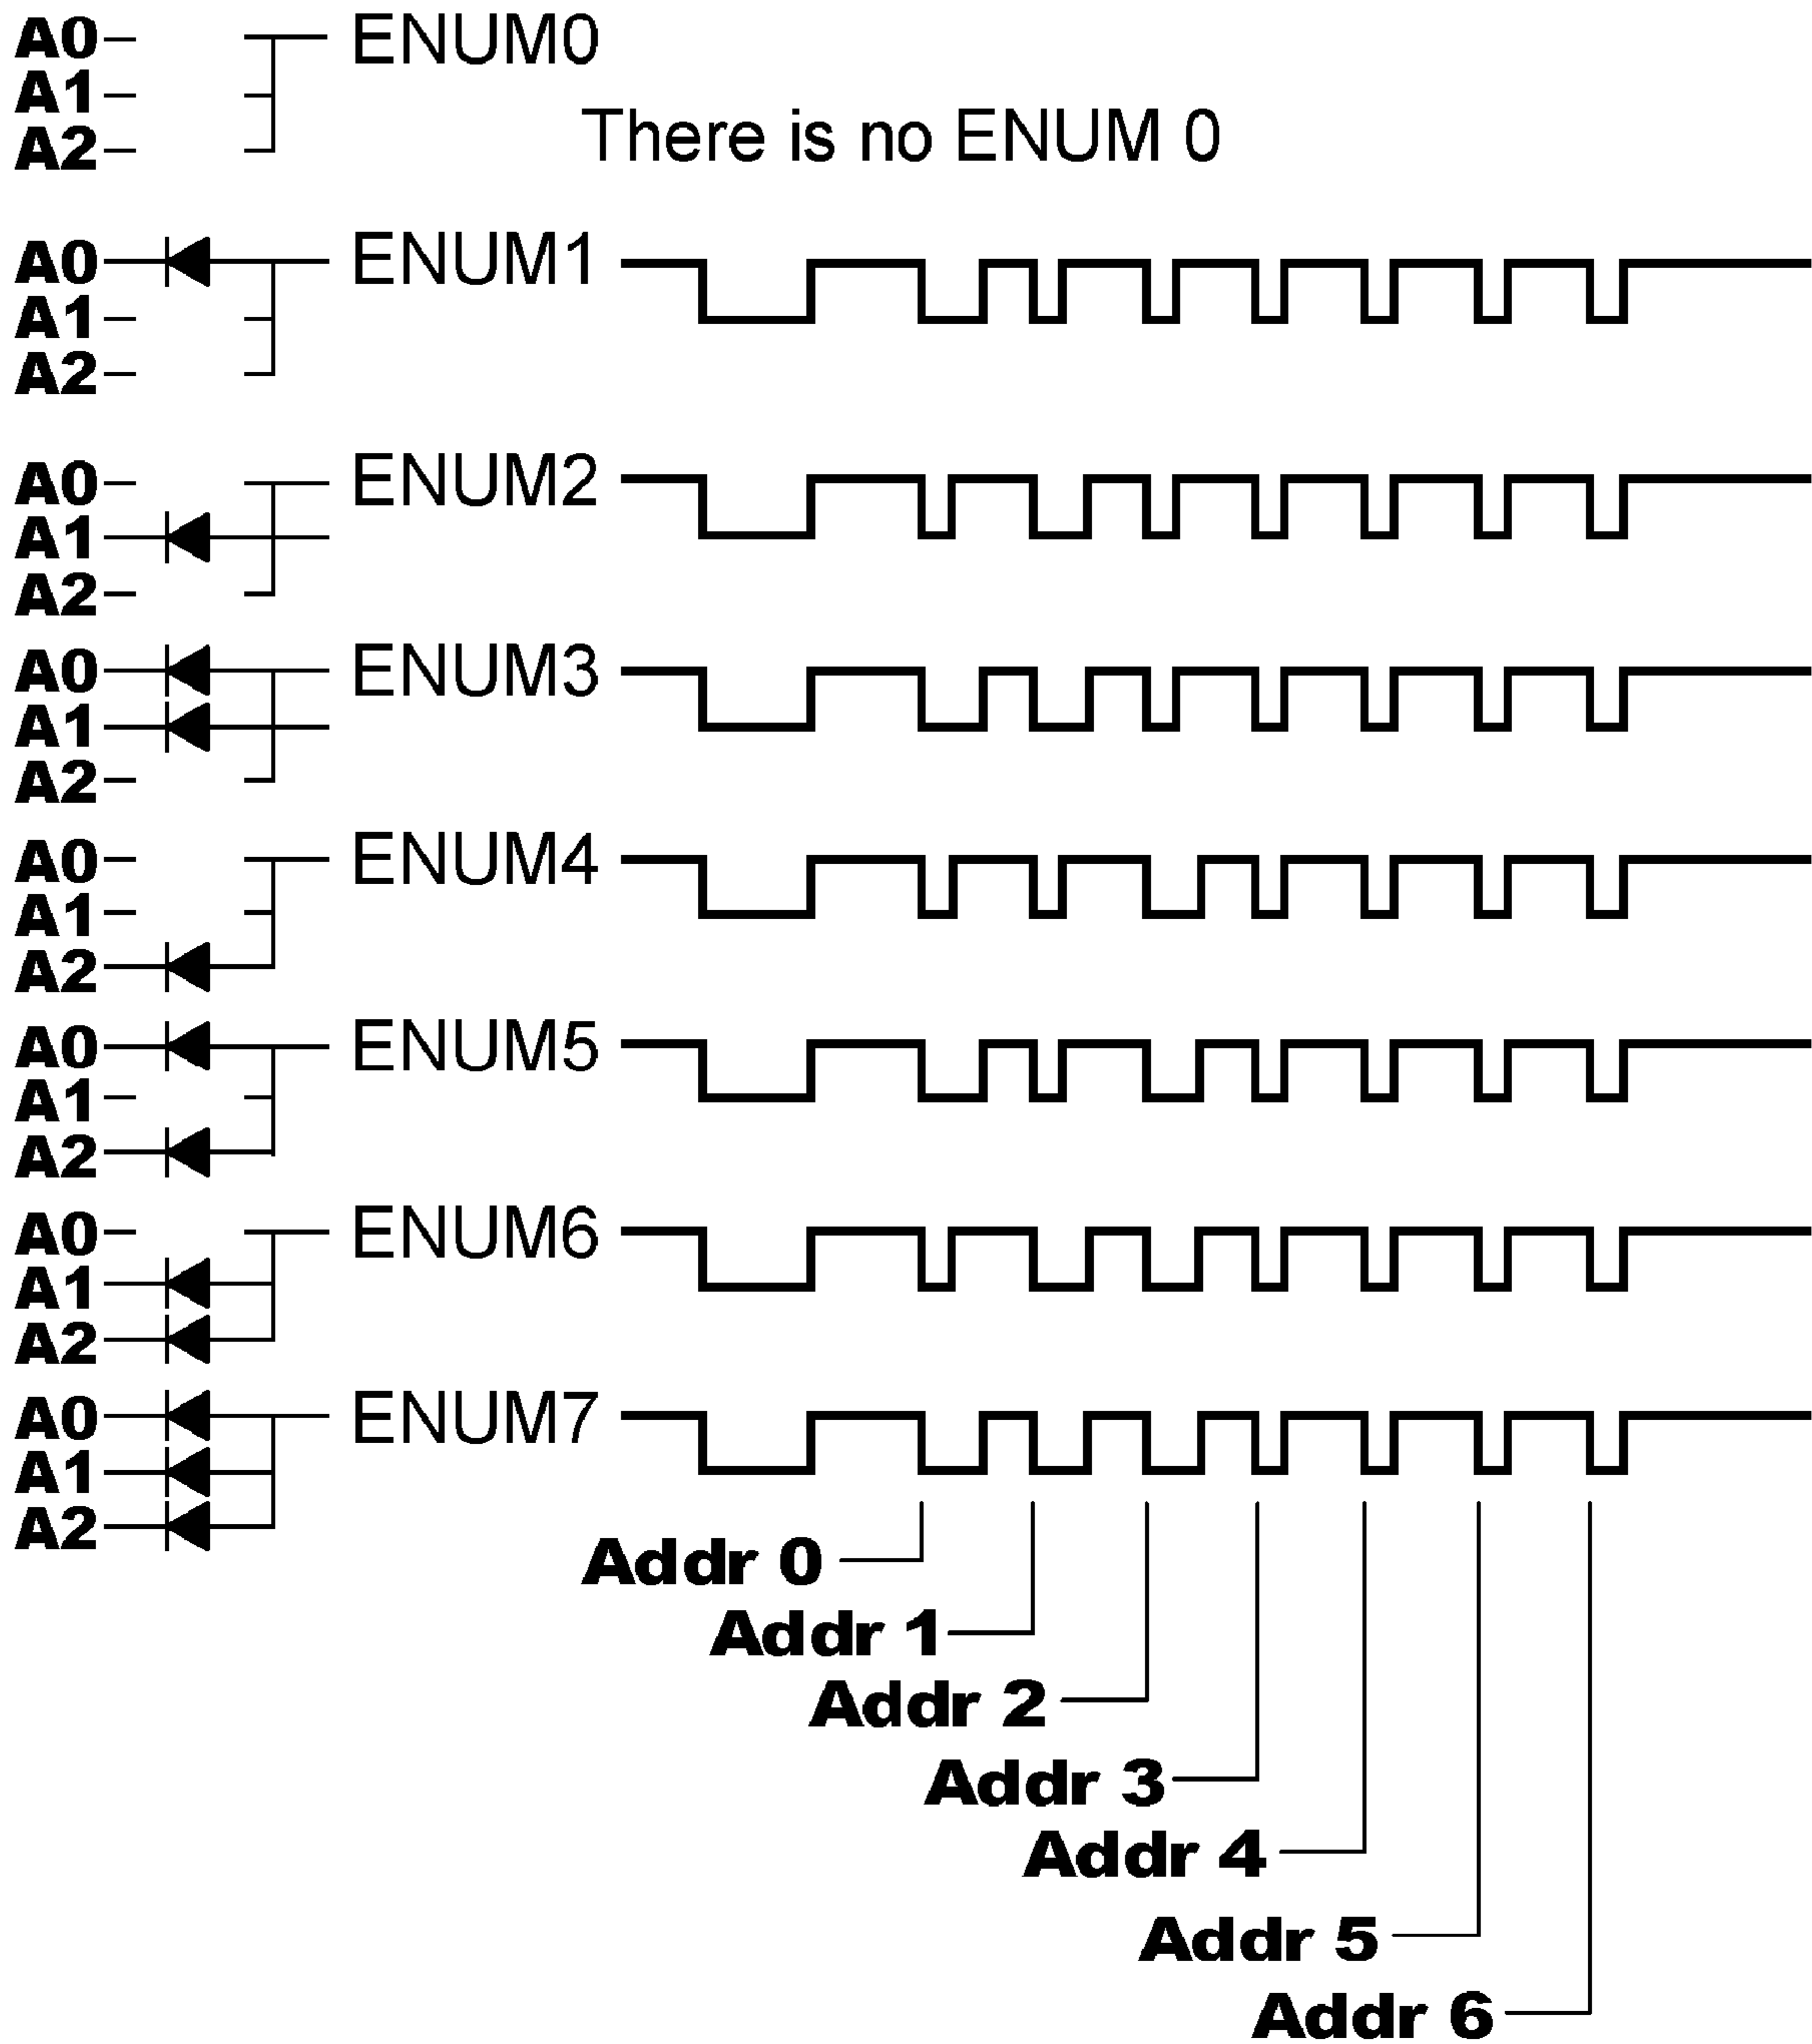 A0 ENUM0
A1
There is no ENUM 0
A2
A0 ENUM1
A1
A2
A0 ENUM2
A1
A2
A0 ENUM3
A1
A2
A0 ENUM4
A1
A2
A0 ENUM5
A1
A2
A0 ENUM6
A1
A2
A0 ENUM7
A1
A2
Addr 0
Addr 1
Addr 2
Addr 3
Addr 4
Addr 5
Addr 6